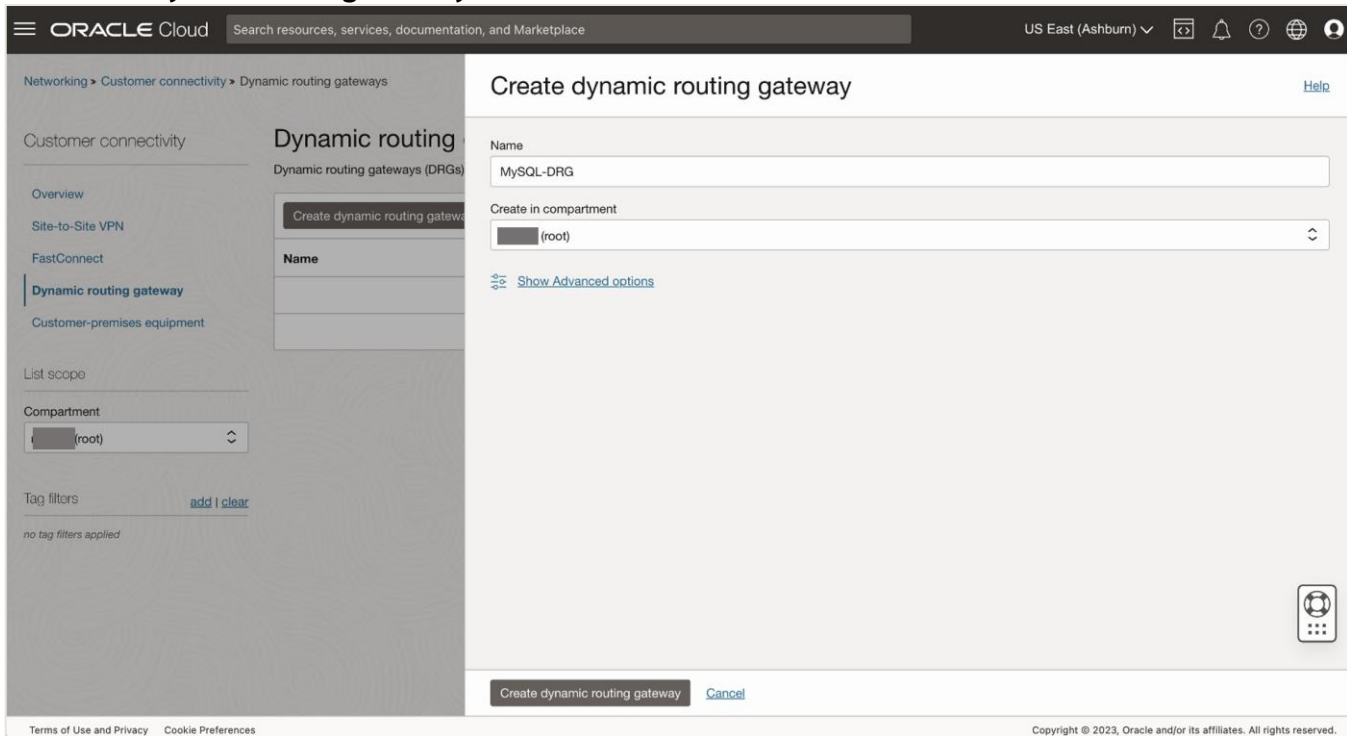 ORACLE Cloud
Search resources, services, documentation, and Marketplace
US East (Ashburn)
Networking » Customer connectivity » Dynamic routing gateways
Customer connectivity
Overview
Site-to-Site VPN
FastConnect
Dynamic routing gateway
Customer-premises equipment
List scope
Compartment
(root)
Tag filters
add | clear
no tag filters applied
Dynamic routing
Dynamic routing gateways (DRGs)
Create dynamic routing
Name
Create dynamic routing gateway
Help
Name
MySQL-DRG
Create in compartment
(root)
Show Advanced options
Create dynamic routing gateway
Cancel
Terms of Use and Privacy
Cookie Preferences
Copyright © 2023, Oracle and/or its affiliates. All rights reserved.